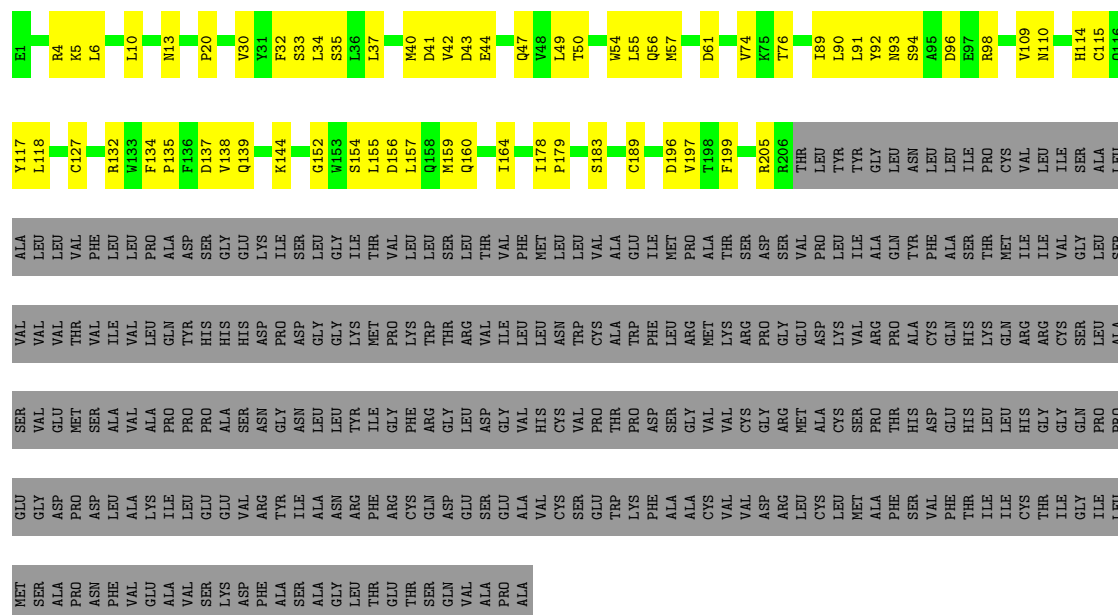 E1 R4 K5 L6 L10 N13 P20 V30 Y31 F32 S33 L34 S35 L36 L37 M40 D41 V42 D43 E44 Q47 V48 L49 T50 W54 L55 Q56 M57 D61 V74 K75 T76 I89 L90 L91 Y92 N93 S94 A95 D96 E97 R98 V109 N110 H114 C115 Q116
Y117 L118 C127 R132 W133 F134 P135 F136 D137 V138 Q139 K144 G152 W153 S154 L155 D156 L157 Q158 M159 Q160 I164 I178 P179 S183 C189 D196 V197 T198 F199 R205 R206 THR LEU TYR TYR GLY LEU ASN LEU LEU ILE PRO CYS VAL LEU ILE SER ALA LEU
ALA LEU LEU VAL PHE LEU LEU PRO ALA ASP SER GLY GLU LYS ILE SER LEU GLY ILE THR VAL LEU LEU SER LEU THR VAL PHE MET LEU LEU VAL ALA GLU ILE MET PRO ALA THR SER ASP SER VAL PRO LEU ILE ALA GLN TYR PHE ALA SER THR MET ILE ILE VAL GLY LEU SER
VAL VAL VAL THR VAL ILE VAL LEU GLN TYR HIS HIS HIS ASP PRO ASP GLY GLY LYS MET PRO LYS TRP THR ARG VAL ILE LEU LEU ASN TRP CYS ALA TRP PHE LEU ARG MET LYS ARG PRO GLY GLU ASP LYS VAL ARG PRO ALA CYS GLN HIS LYS GLN ARG ARG CYS SER LEU ALA
SER VAL GLU MET SER ALA VAL ALA PRO PRO PRO ALA SER ASN GLY ASN LEU LEU TYR ILE GLY PHE ARG GLY LEU ASP GLY VAL HIS CYS VAL PRO THR PRO ASP SER GLY VAL VAL CYS GLY ARG MET ALA CYS SER PRO THR HIS ASP GLU HIS LEU LEU HIS GLY GLY GLN PRO PRO
GLU GLY ASP PRO ASP LEU ALA LYS ILE LEU GLU GLU VAL ARG TYR ILE ALA ASN ARG PHE ARG CYS GLN ASP GLU SER GLU ALA VAL CYS SER GLU TRP LYS PHE ALA ALA CYS VAL VAL ASP ARG LEU CYS LEU MET ALA PHE SER VAL PHE THR ILE ILE CYS THR ILE GLY ILE LEU
MET SER ALA PRO ASN PHE VAL GLU ALA VAL SER LYS ASP PHE ALA SER ALA GLY LEU THR GLU THR SER GLN VAL ALA PRO ALA